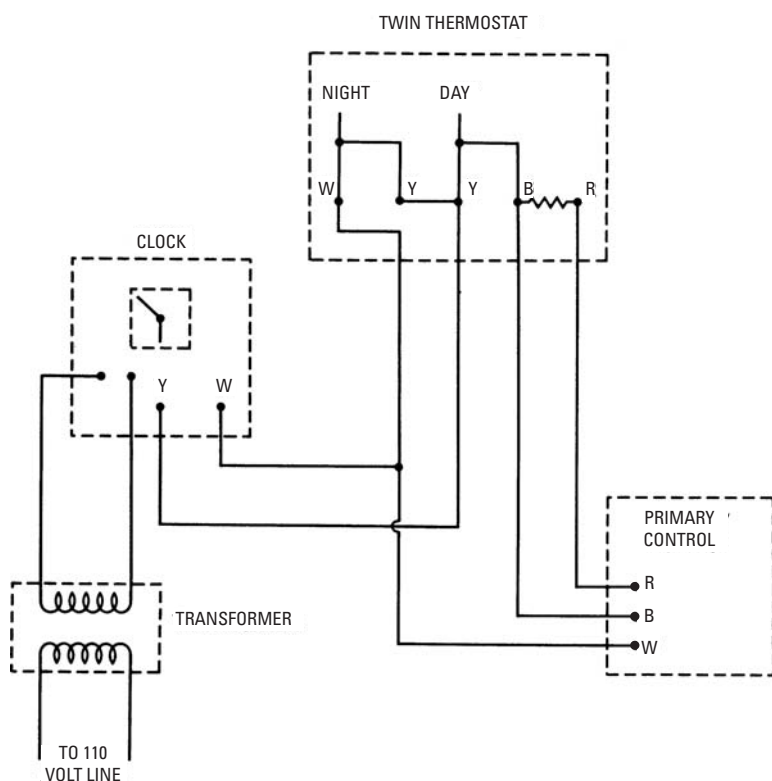 TWIN THERMOSTAT
NIGHT
DAY
W
Y
Y
B
R
CLOCK
Y
W
PRIMARY
CONTROL
R
B
W
TRANSFORMER
TO 110
VOLT LINE